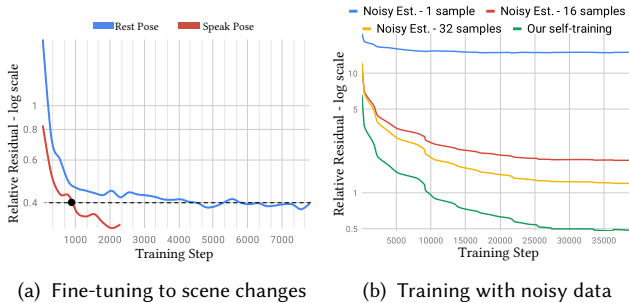 Rest Pose Speak Pose
Relative Residual - log scale
1
0.8
0.6
0.4
1000 2000 3000 4000 5000 6000 7000
Training Step
(a) Fine-tuning to scene changes
Noisy Est. - 1 sample Noisy Est. - 16 samples
Noisy Est. - 32 samples Our self-training
Relative Residual - log scale
10
5
1
0.5
5000 10000 15000 20000 25000 30000 35000
Training Step
(b) Training with noisy data